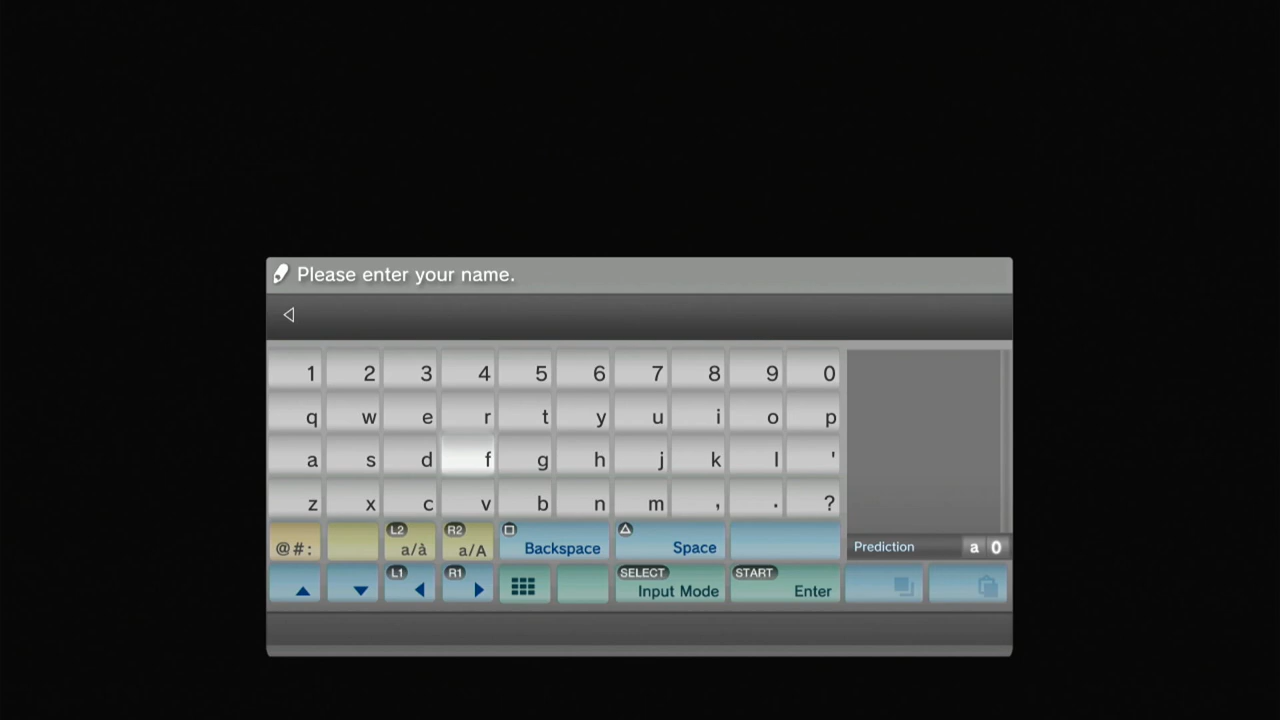 Please enter your name.
1 2 3 4 5 6 7 8 9 0
q w e r t y u i o p
a s d f g h j k l '
z x c v b n m , . ?
@#: L2 a/à R2 a/A Backspace Space
Prediction a 0
L1 R1 SELECT Input Mode START Enter